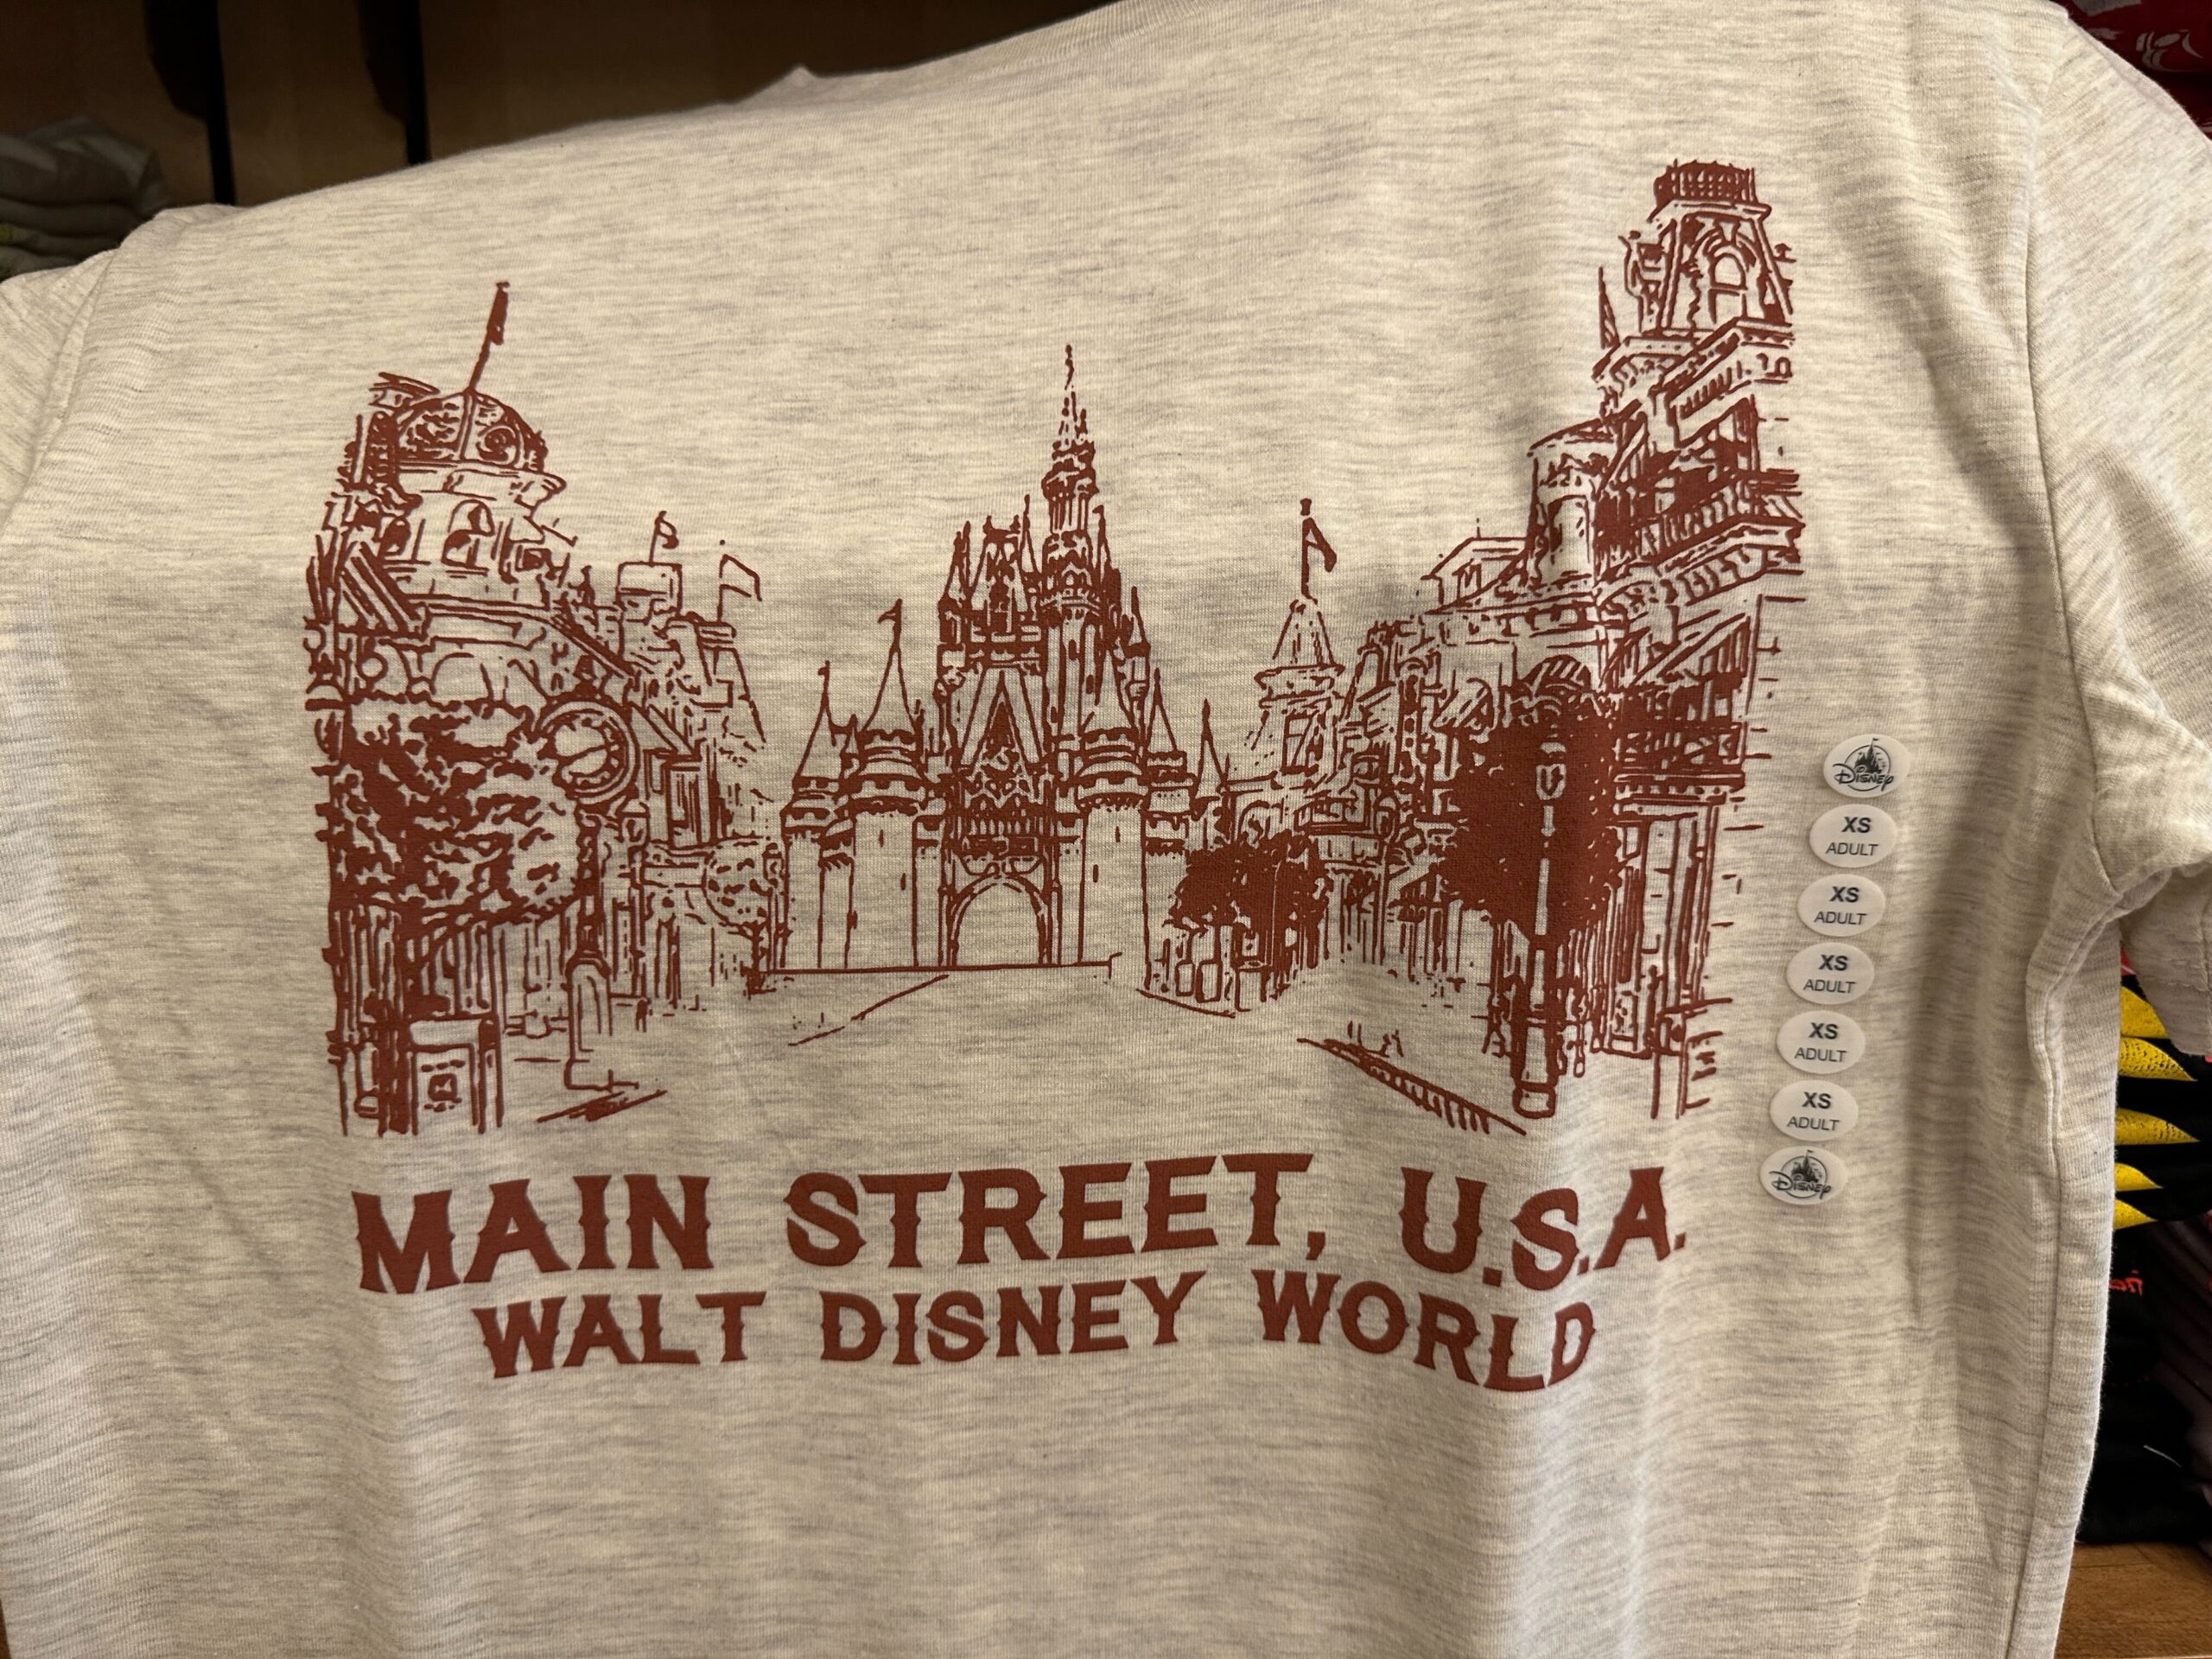 MAIN STREET, U.S.A.
WALT DISNEY WORLD
Disney
XS
ADULT
XS
ADULT
XS
ADULT
XS
ADULT
XS
ADULT
Disney